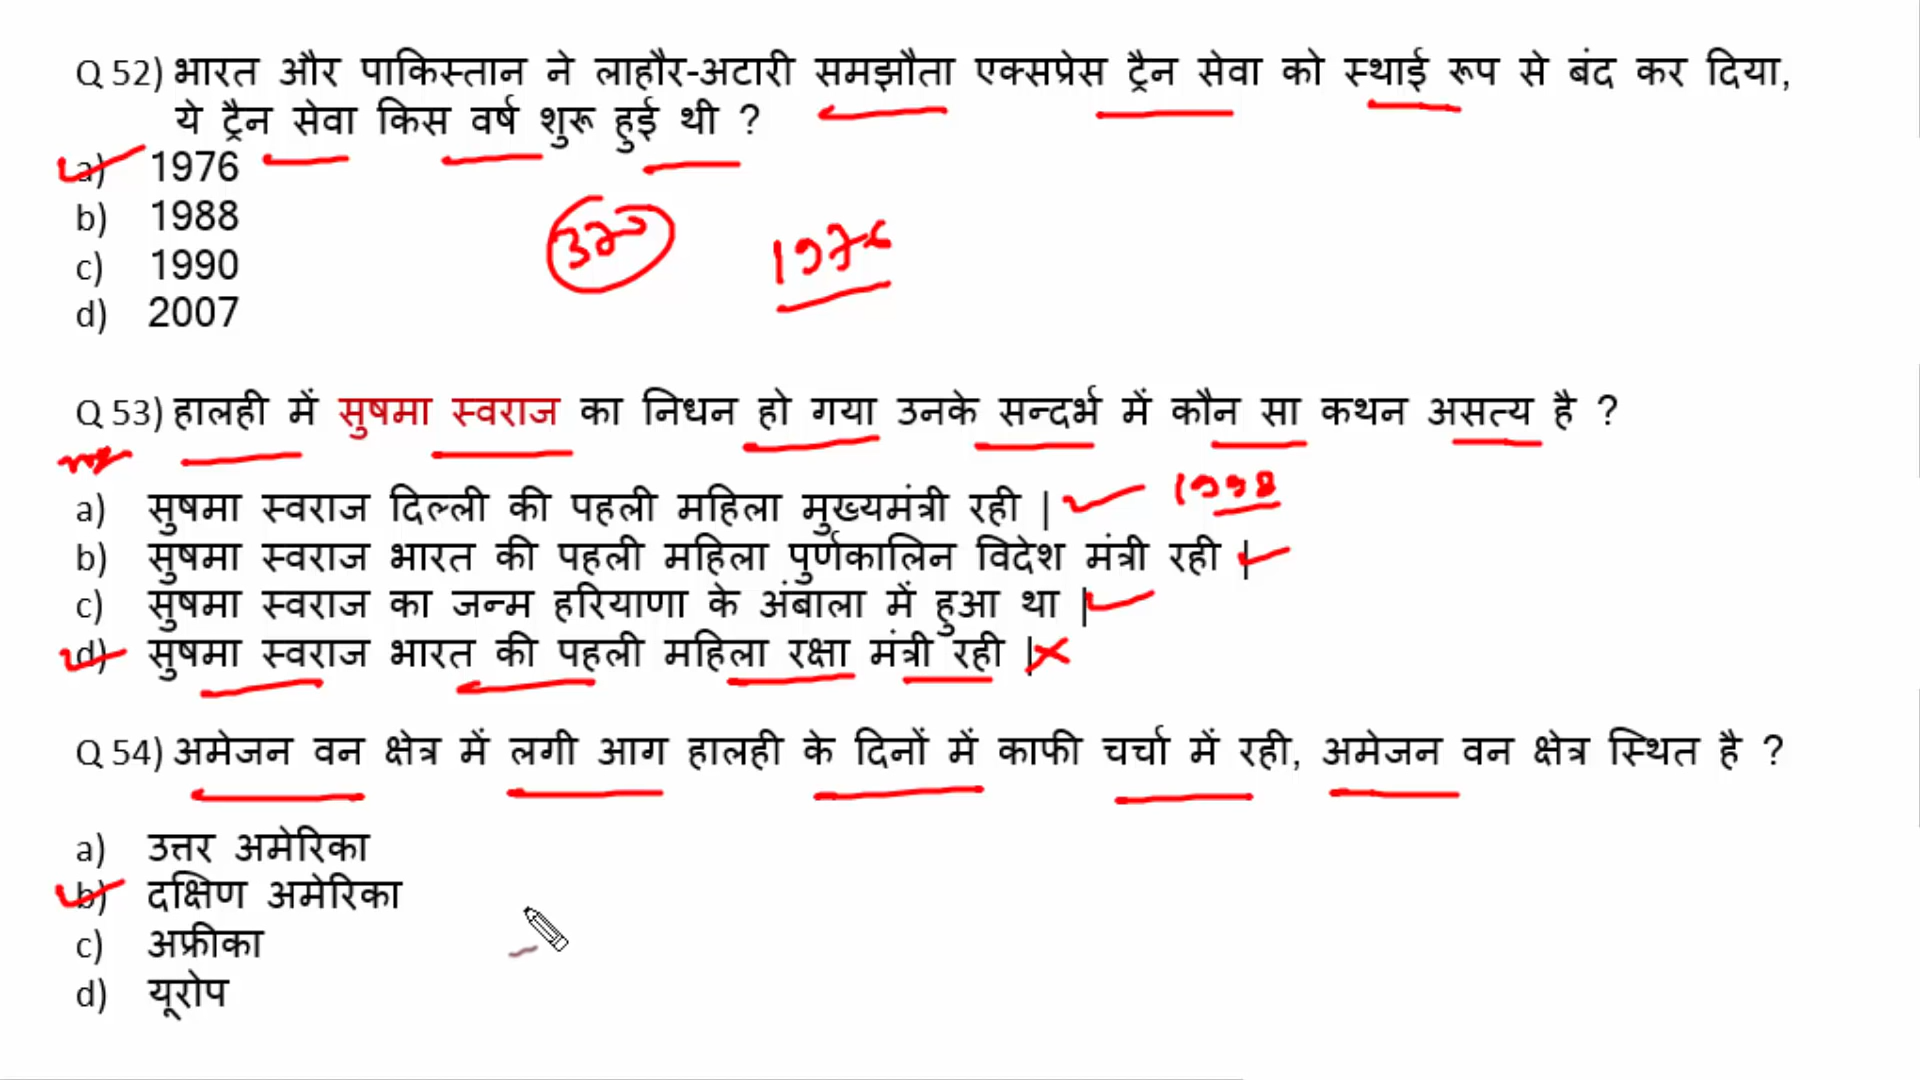 Q 52) भारत और पाकिस्तान ने लाहौर-अटारी समझौता एक्सप्रेस ट्रैन सेवा को स्थाई रूप से बंद कर दिया,
ये ट्रैन सेवा किस वर्ष शुरू हुई थी ?
a) 1976
b) 1988
370
1976
c) 1990
d) 2007
Q 53) हालही में सुषमा स्वराज का निधन हो गया उनके सन्दर्भ में कौन सा कथन असत्य है ?
a) सुषमा स्वराज दिल्ली की पहली महिला मुख्यमंत्री रही | 1998
b) सुषमा स्वराज भारत की पहली महिला पुर्णकालिन विदेश मंत्री रही |
c) सुषमा स्वराज का जन्म हरियाणा के अंबाला में हुआ था |
d) सुषमा स्वराज भारत की पहली महिला रक्षा मंत्री रही |
Q 54) अमेजन वन क्षेत्र में लगी आग हालही के दिनों में काफी चर्चा में रही, अमेजन वन क्षेत्र स्थित है ?
a) उत्तर अमेरिका
b) दक्षिण अमेरिका
c) अफ्रीका
d) यूरोप